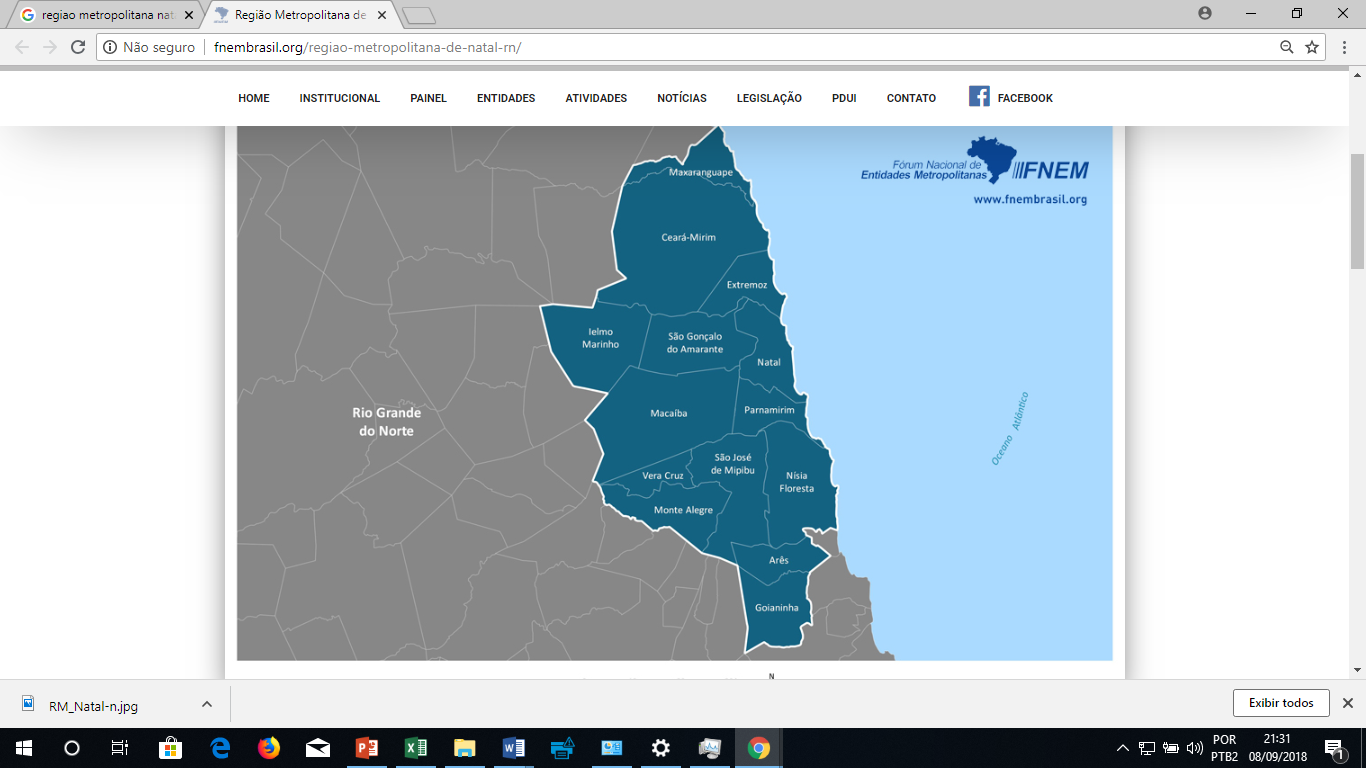 regiao metropolitana nat
Região Metropolitana de
Não seguro
fnembrasil.org/regiao-metropolitana-de-natal-rn/
HOME
INSTITUCIONAL
PAINEL
ENTIDADES
ATIVIDADES
NOTÍCIAS
LEGISLAÇÃO
PDUI
CONTATO
FACEBOOK
Fórum Nacional de
Entidades Metropolitanas
FNEM
www.fnembrasil.org
Maxaranguape
Ceará-Mirim
Extremoz
Ielmo
Marinho
São Gonçalo
do Amarante
Natal
Rio Grande
do Norte
Macaíba
Parnamirim
Oceano Atlântico
São José
de Mipibu
Vera Cruz
Nísia
Floresta
Monte Alegre
Arês
Goianinha
N
RM_Natal-n.jpg
Exibir todos
POR
PTB2
21:31
08/09/2018
1